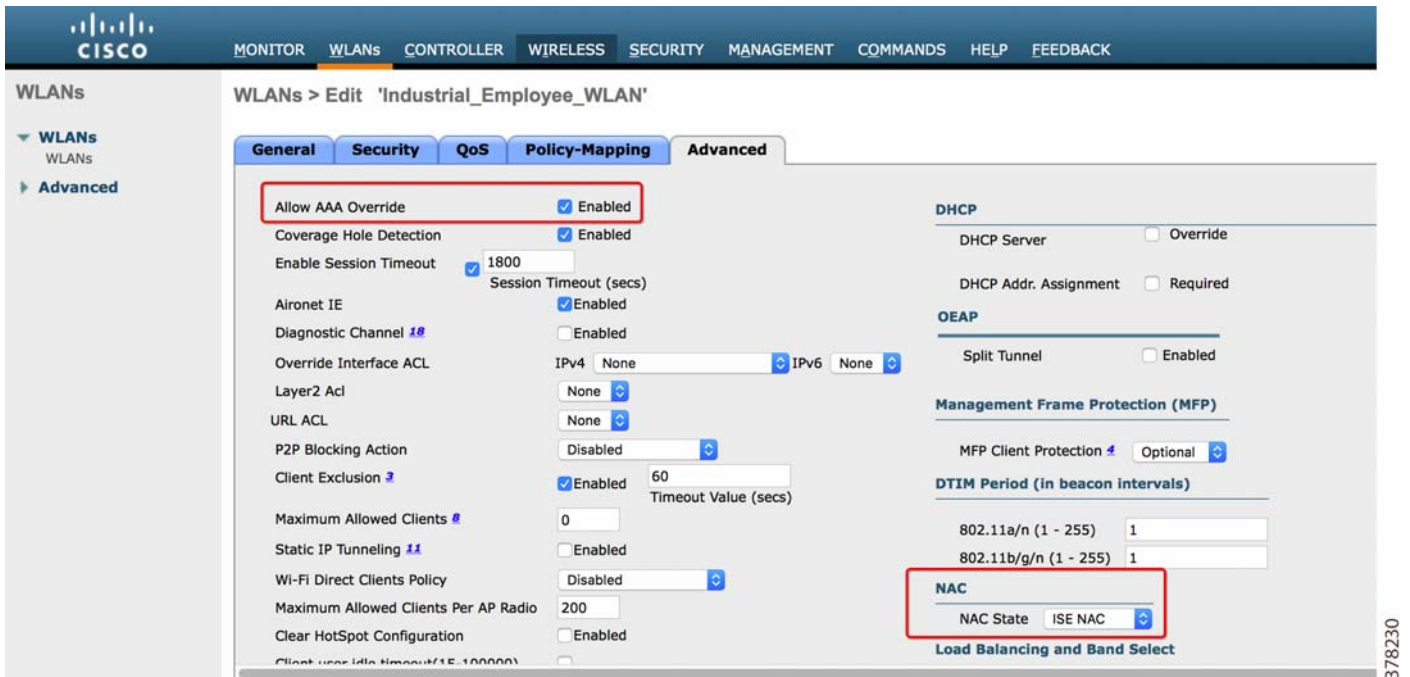 CISCO
MONITOR WLANs CONTROLLER WIRELESS SECURITY MANAGEMENT COMMANDS HELP FEEDBACK
WLANs
WLANs
WLANs
Advanced
WLANs > Edit 'Industrial_Employee_WLAN'
General Security QoS Policy-Mapping Advanced
Allow AAA Override Enabled
Coverage Hole Detection Enabled
Enable Session Timeout 1800
Session Timeout (secs)
Aironet IE Enabled
Diagnostic Channel 18 Enabled
Override Interface ACL IPv4 None IPv6 None
Layer2 Acl None
URL ACL None
P2P Blocking Action Disabled
Client Exclusion 3 Enabled 60
Timeout Value (secs)
Maximum Allowed Clients 8 0
Static IP Tunneling 11 Enabled
Wi-Fi Direct Clients Policy Disabled
Maximum Allowed Clients Per AP Radio 200
Clear HotSpot Configuration Enabled
Client user idle timeout(15-100000)
DHCP
DHCP Server Override
DHCP Addr. Assignment Required
OEAP
Split Tunnel Enabled
Management Frame Protection (MFP)
MFP Client Protection 4 Optional
DTIM Period (in beacon intervals)
802.11a/n (1 - 255) 1
802.11b/g/n (1 - 255) 1
NAC
NAC State ISE NAC
Load Balancing and Band Select
378230